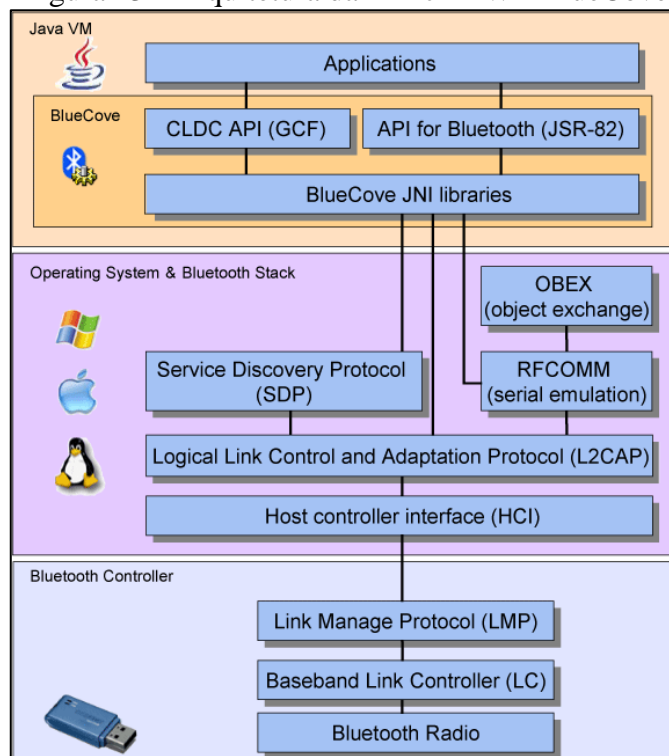 Java VM
Applications
BlueCove
CLDC API (GCF)
API for Bluetooth (JSR-82)
BlueCove JNI libraries
Operating System & Bluetooth Stack
OBEX
(object exchange)
Service Discovery Protocol
(SDP)
RFCOMM
(serial emulation)
Logical Link Control and Adaptation Protocol (L2CAP)
Host controller interface (HCI)
Bluetooth Controller
Link Manage Protocol (LMP)
Baseband Link Controller (LC)
Bluetooth Radio